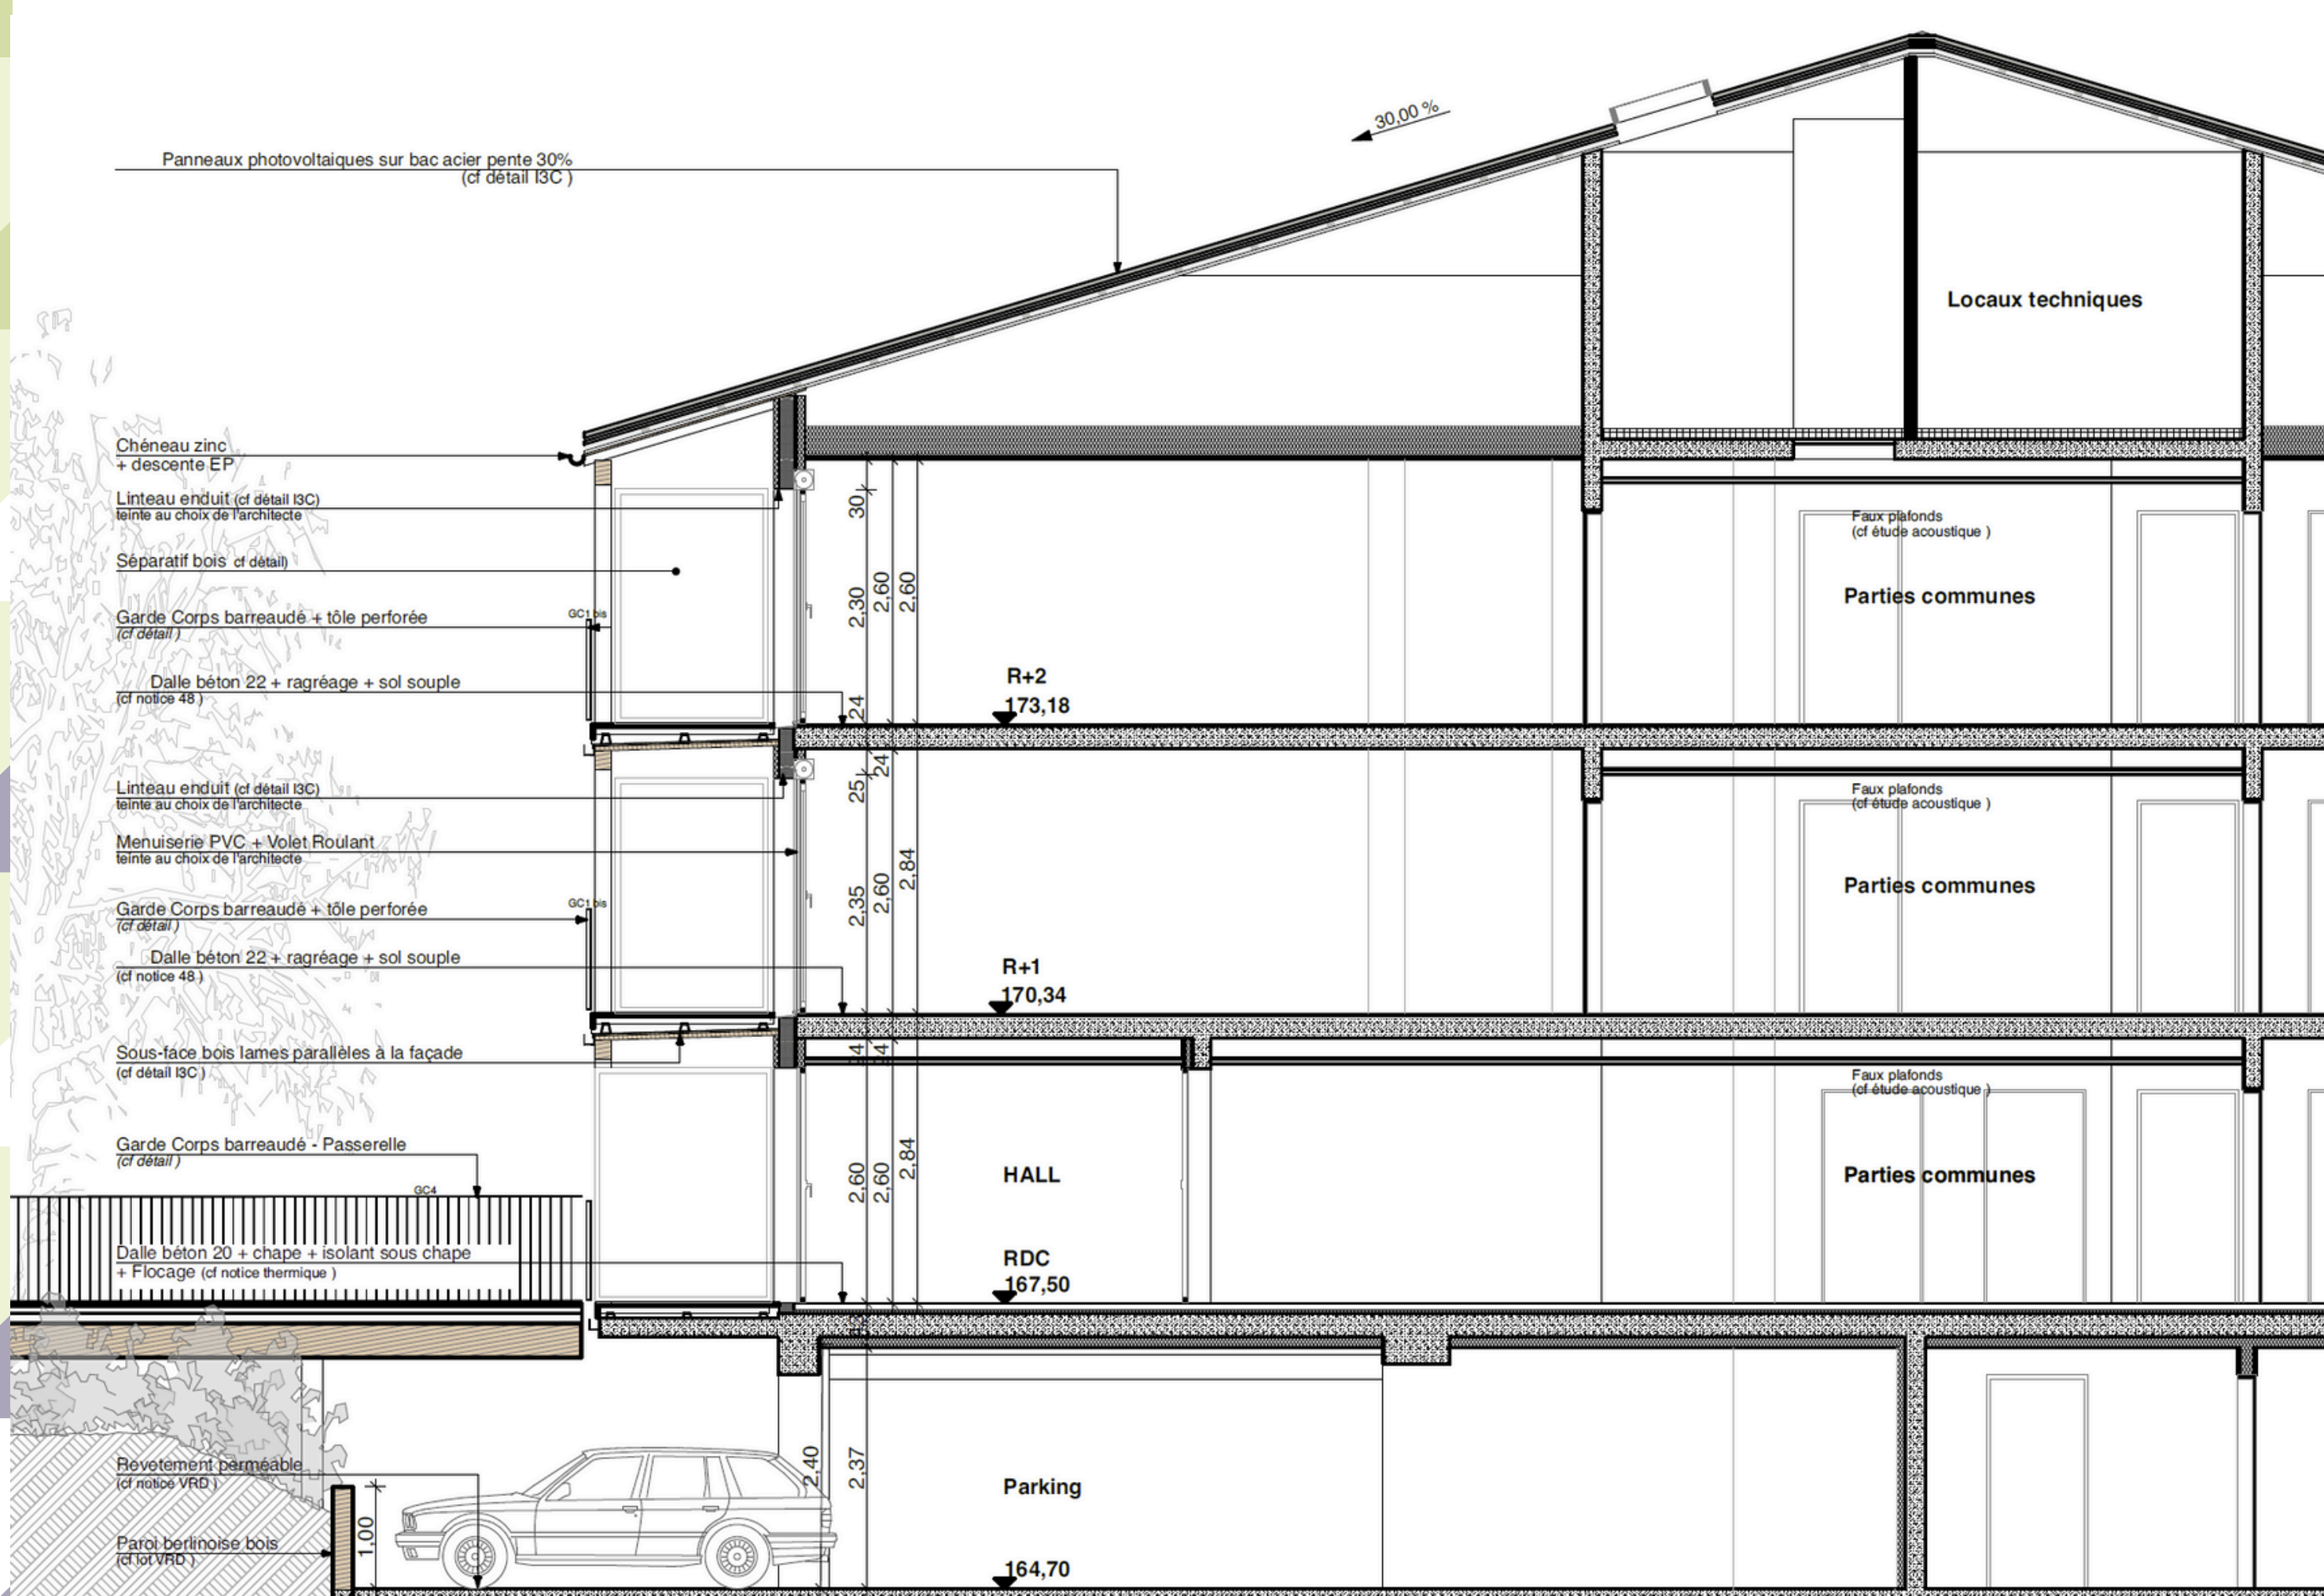 30,00 %
Panneaux photovoltaiques sur bac acier pente 30%
(cf détail I3C )
Locaux techniques
Chéneau zinc
+ descente EP
Linteau enduit (cf détail I3C)
teinte au choix de l'architecte
Séparatif bois cf détail)
Garde Corps barreaudé + tôle perforée
(cf détail )
GC1 bis
Dalle béton 22 + ragréage + sol souple
(cf notice 48 )
30
2,30
2,60
2,60
24
R+2
173,18
Faux plafonds
(cf étude acoustique )
Parties communes
Linteau enduit (cf détail I3C)
teinte au choix de l'architecte
Menuiserie PVC + Volet Roulant
teinte au choix de l'architecte
Garde Corps barreaudé + tôle perforée
(cf détail )
GC1 bis
Dalle béton 22 + ragréage + sol souple
(cf notice 48 )
25
24
2,35
2,60
2,84
R+1
170,34
Faux plafonds
(cf étude acoustique )
Parties communes
Sous-face bois lames parallèles à la façade
(cf détail I3C )
Garde Corps barreaudé - Passerelle
(cf détail )
GC4
Dalle béton 20 + chape + isolant sous chape
+ Flocage (cf notice thermique )
2,60
2,60
2,84
HALL
RDC
167,50
Faux plafonds
(cf étude acoustique )
Parties communes
Revetement perméable
(cf notice VRD )
Paroi berlinoise bois
(cf lot VRD )
1,00
2,40
2,37
Parking
164,70